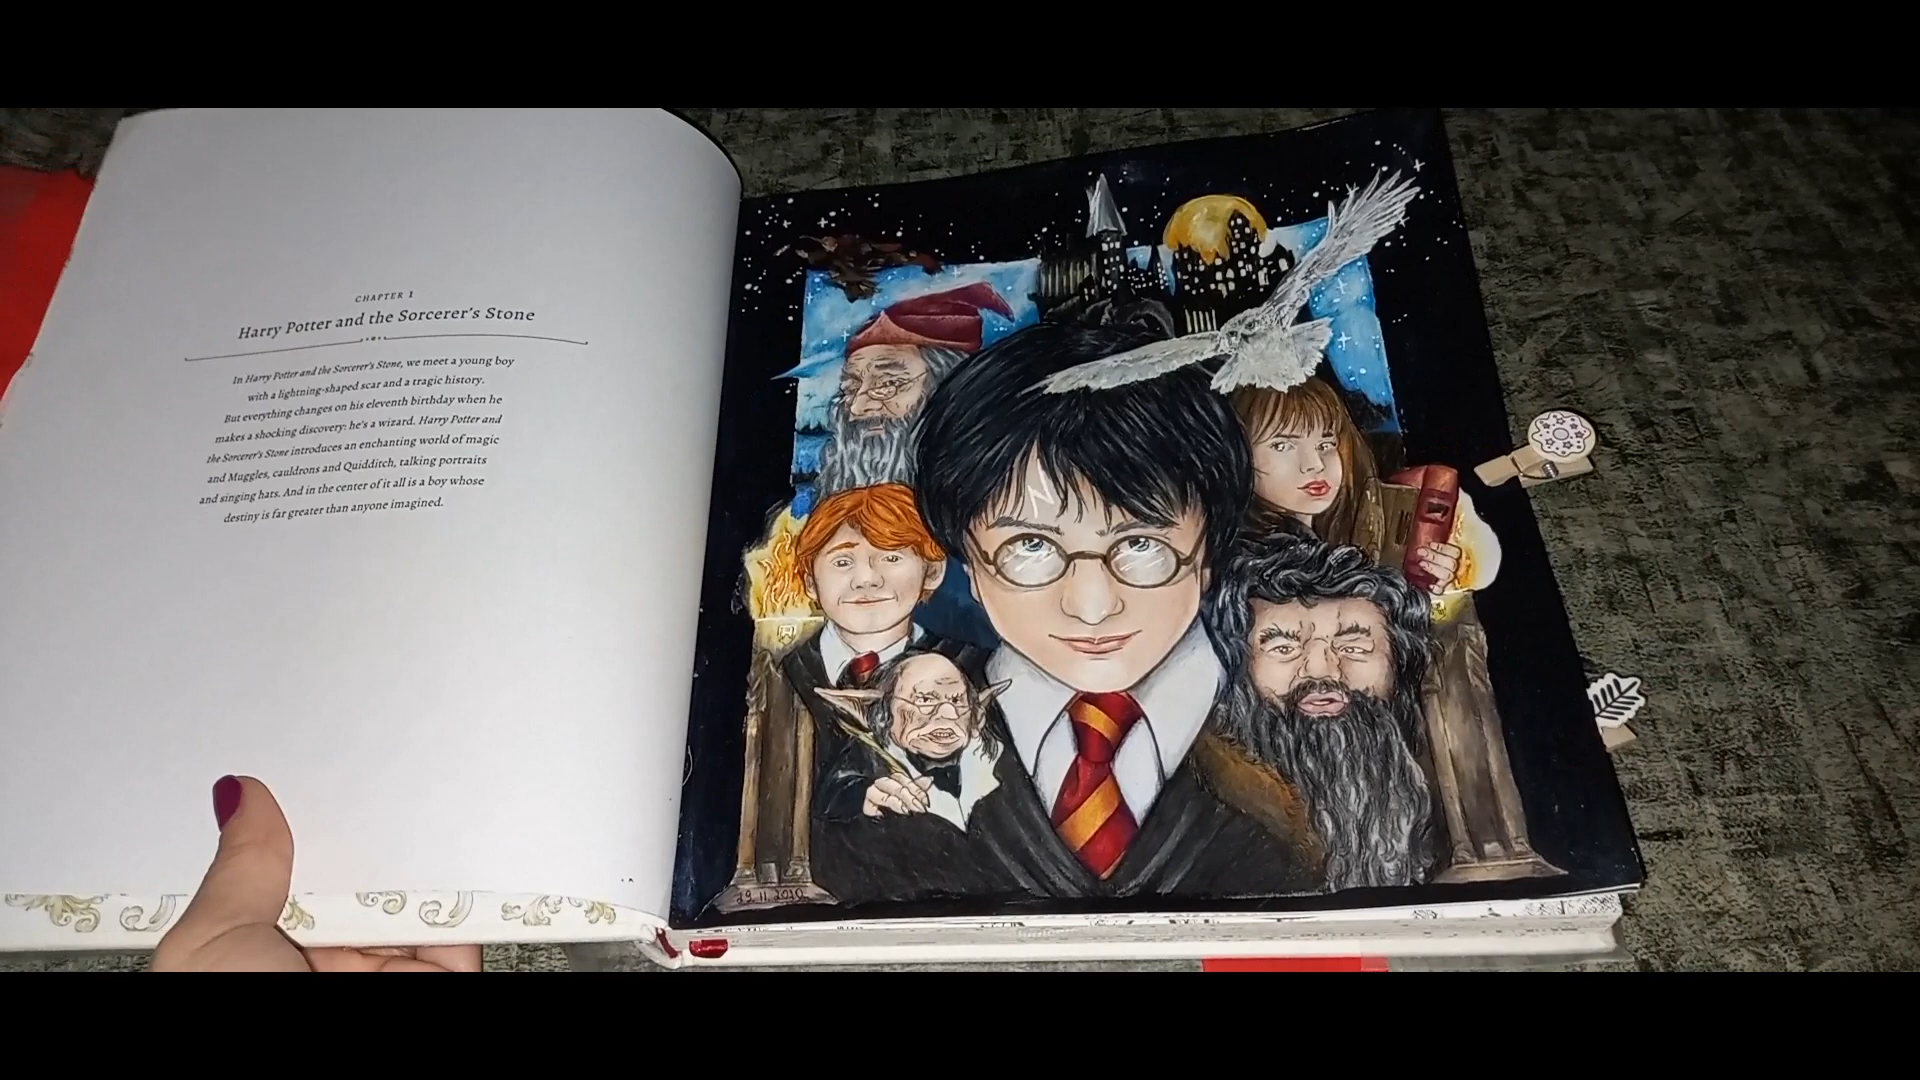 CHAPTER 1
Harry Potter and the Sorcerer's Stone
In Harry Potter and the Sorcerer's Stone, we meet a young boy
with a lightning-shaped scar and a tragic history.
But everything changes on his eleventh birthday when he
makes a shocking discovery: he's a wizard. Harry Potter and
the Sorcerer's Stone introduces an enchanting world of magic
and Muggles, cauldrons and Quidditch, talking portraits
and singing hats. And in the center of it all is a boy whose
destiny is far greater than anyone imagined.
29.11.2020